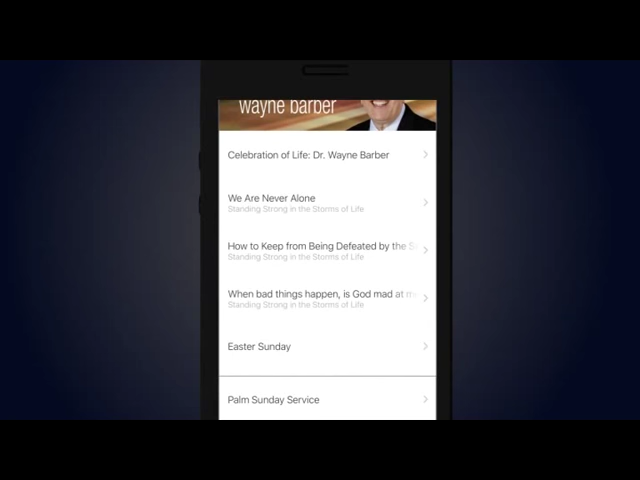 wayne barber
Celebration of Life: Dr. Wayne Barber
We Are Never Alone
Standing Strong in the Storms of Life
How to Keep from Being Defeated by the
Standing Strong in the Storms of Life
When bad things happen, is God mad at
Standing Strong in the Storms of Life
Easter Sunday
Palm Sunday Service